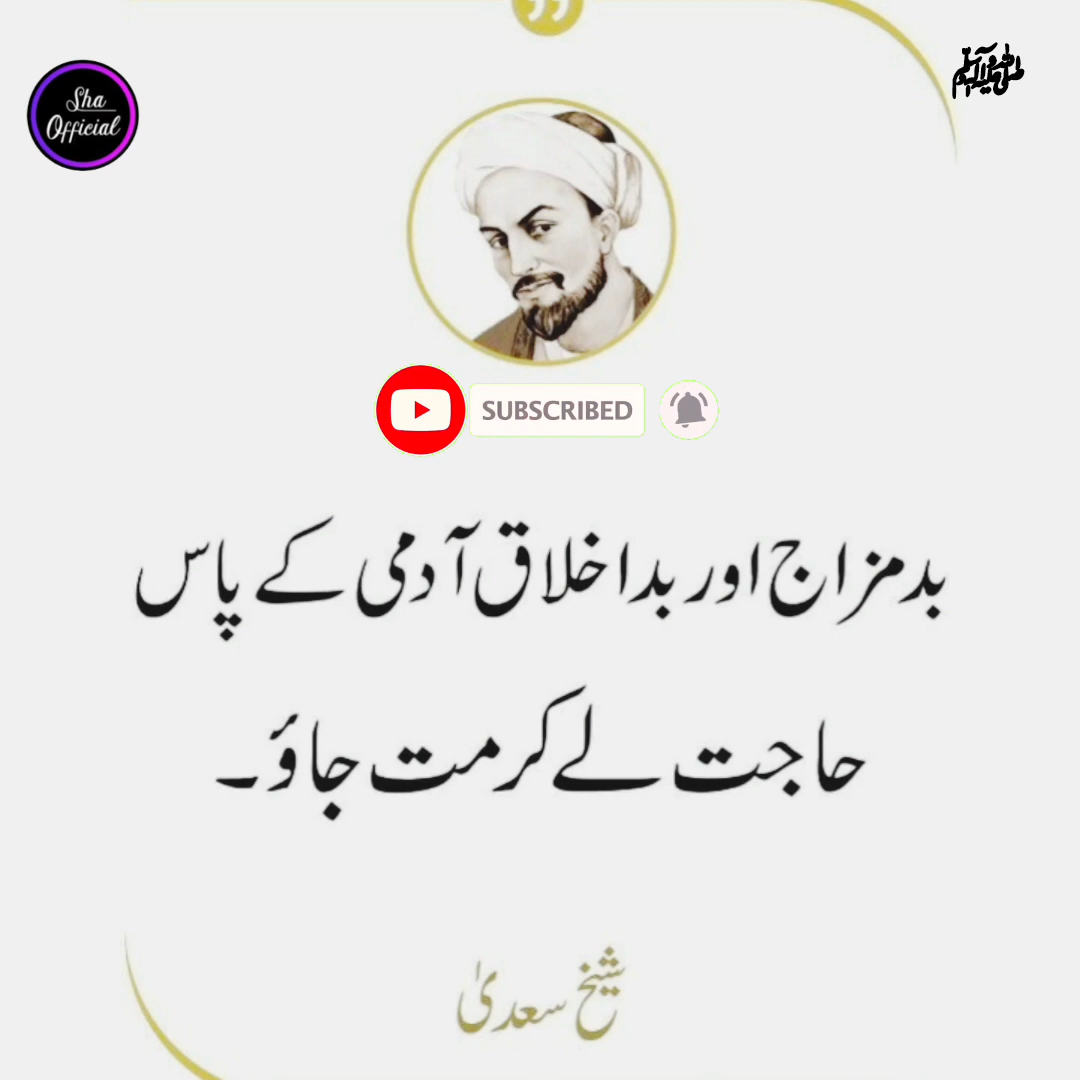 Sha
Official
SUBSCRIBED
بدمزاج اور بداخلاق آدمی کے پاس
حاجت لے کر مت جاؤ۔
شیخ سعدیٰ